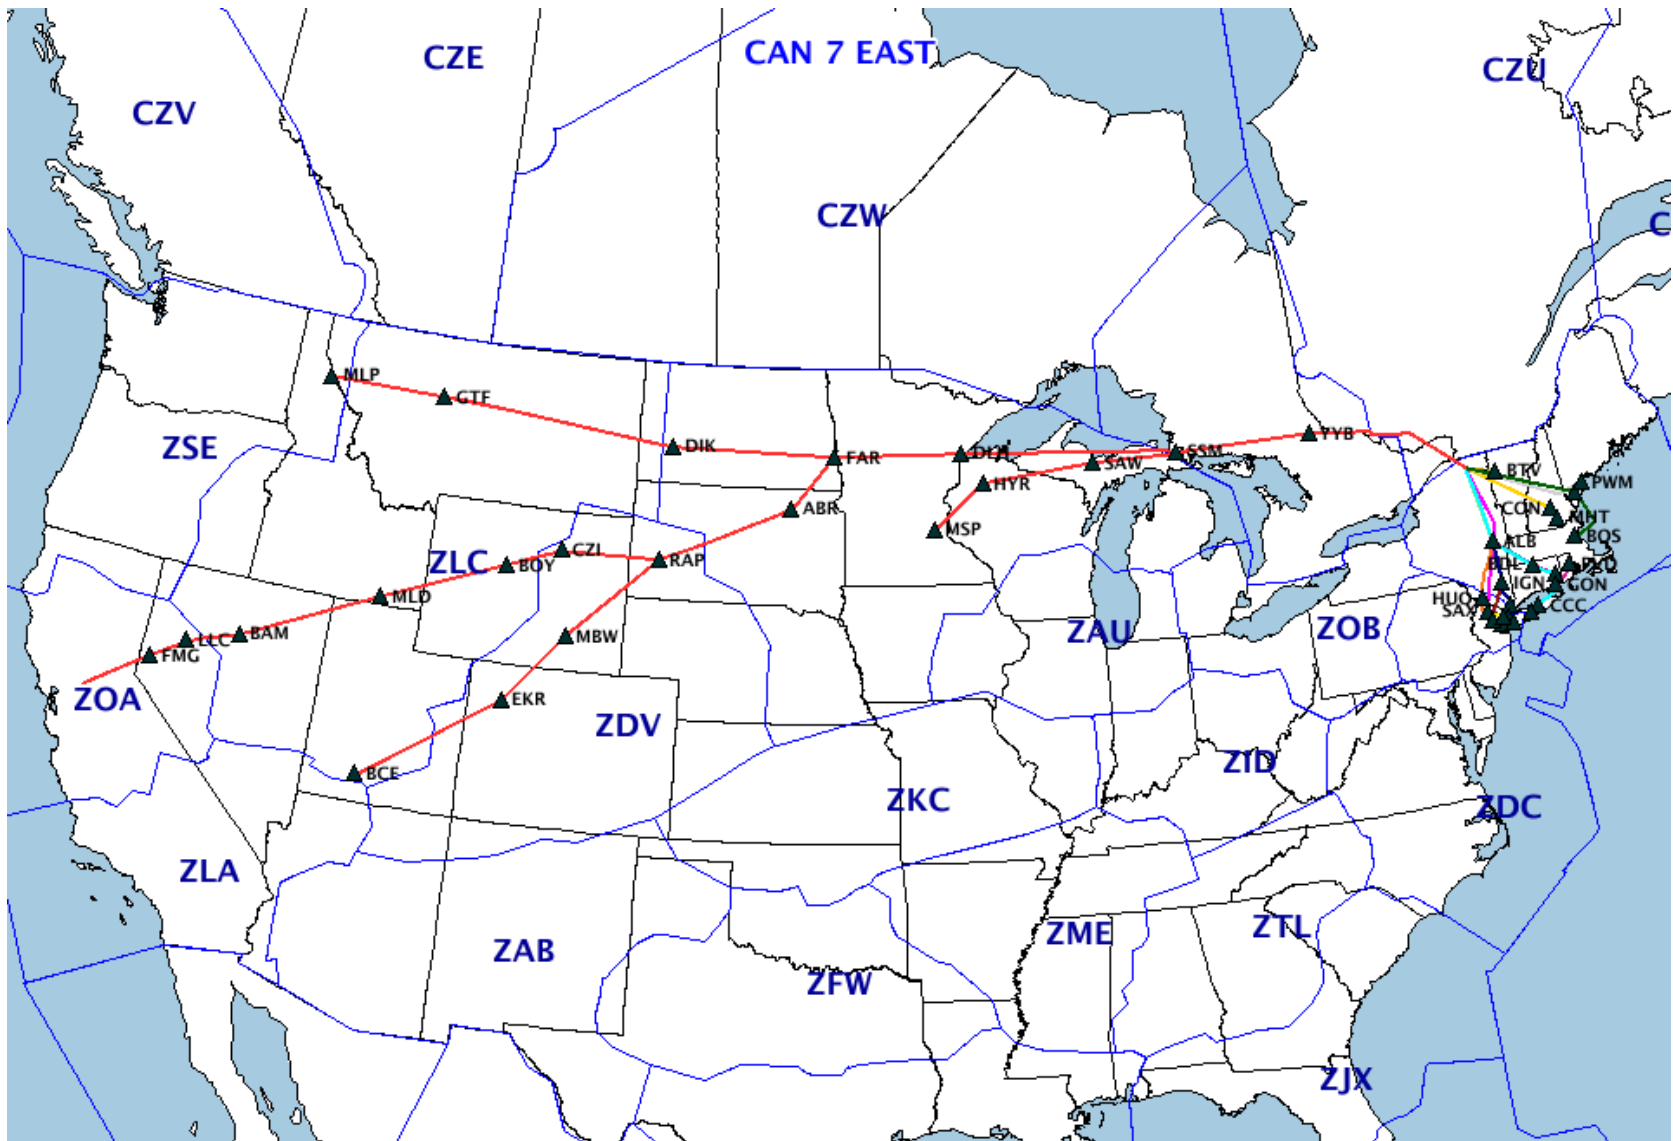 CAN 7 EAST
CZE
CZU
CZV
CZW
C
MLP
GTF
ZSE
DIK
FAR
SSM
YYB
SAW
HYR
BTV
PWM
CON
MHT
BOS
ABR
MSP
ALB
ZLC
CZI
BOY
RAP
IGN
CON
HUO
CCC
SAX
MLD
BAM
LLC
FMG
MBW
ZAU
ZOB
ZOA
EKR
ZDV
BCE
ZID
ZKC
ZDC
ZLA
ZAB
ZME
ZTL
ZFW
ZJX